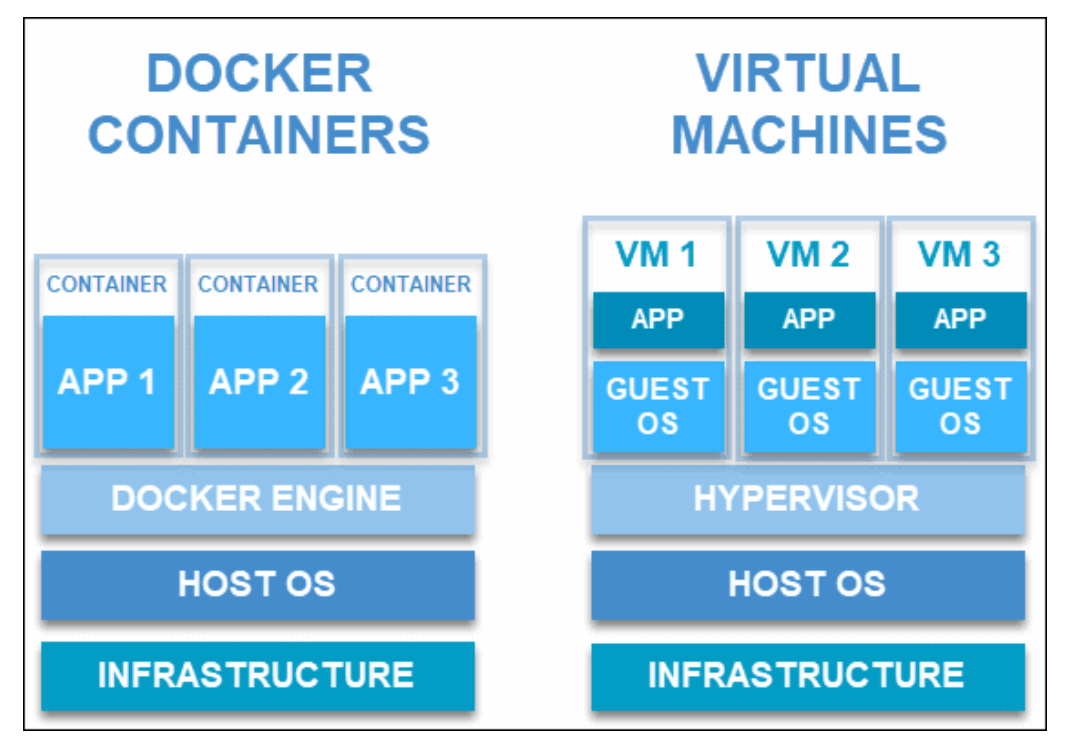 DOCKER
CONTAINERS
CONTAINER
APP 1
CONTAINER
APP 2
CONTAINER
APP 3
DOCKER ENGINE
HOST OS
INFRASTRUCTURE
VIRTUAL
MACHINES
VM 1
APP
GUEST
OS
VM 2
APP
GUEST
OS
VM 3
APP
GUEST
OS
HYPERVISOR
HOST OS
INFRASTRUCTURE